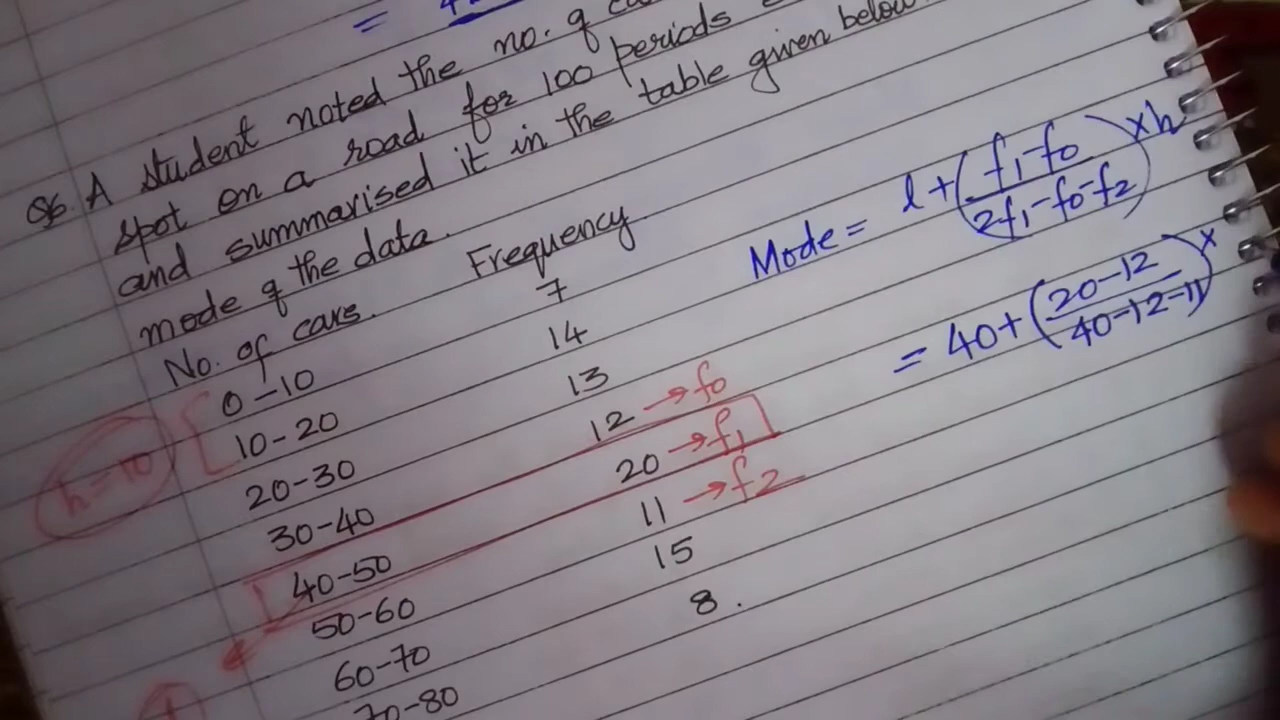 =
Q6. A student noted the no. of
spot on a road for 100 periods
and summarised it in the table given below.
mode of the data.
No. of cars. Frequency
0-10 7
10-20 14
20-30 13
30-40 12 → f0
40-50 20 → f1
50-60 11 → f2
60-70 15
70-80 8.
h=10
Mode = l + (f1-f0 / 2f1-f0-f2) × h
= 40 + (20-12 / 40-12-11) ×